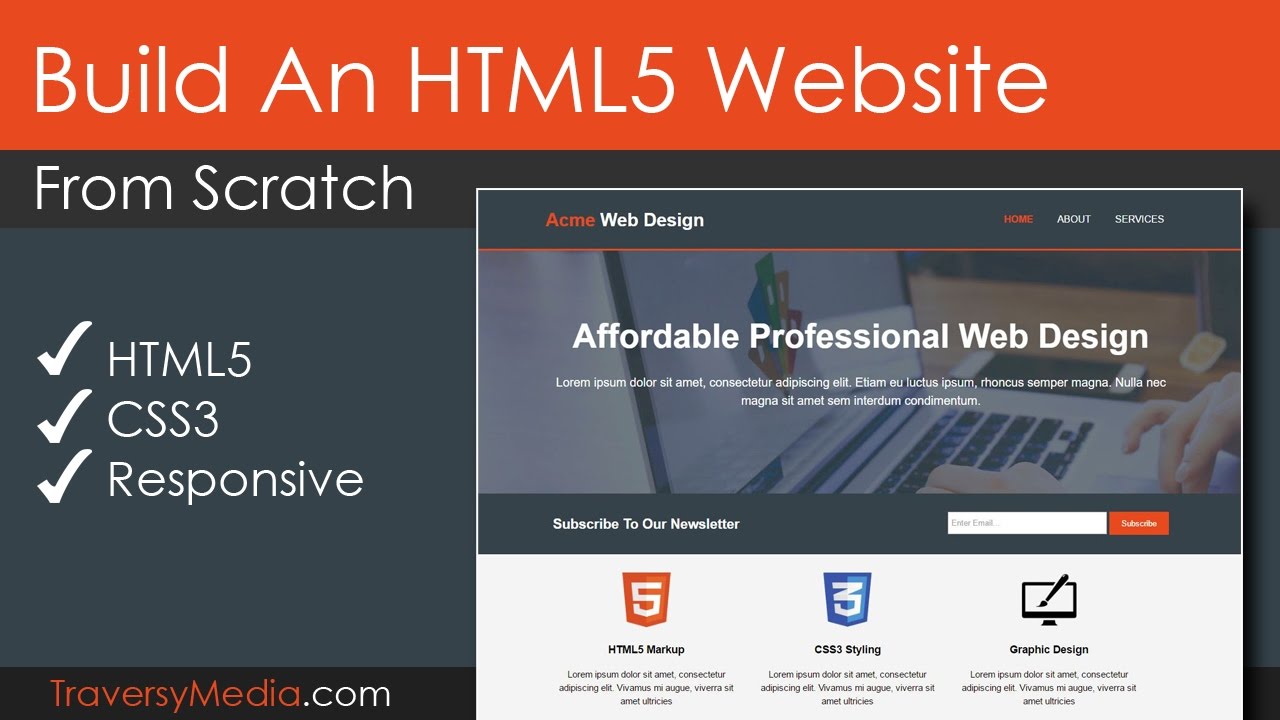 Build An HTML5 Website
From Scratch
HTML5
CSS3
Responsive
TraversyMedia.com
Acme Web Design
HOME ABOUT SERVICES
Affordable Professional Web Design
Lorem ipsum dolor sit amet, consectetur adipiscing elit. Etiam eu luctus ipsum, rhoncus semper magna. Nulla nec
magna sit amet sem interdum condimentum.
Subscribe To Our Newsletter
Enter Email...
Subscribe
5
3
HTML5 Markup
Lorem ipsum dolor sit amet, consectetur
adipiscing elit. Vivamus mi augue, viverra sit
amet ultricies
CSS3 Styling
Lorem ipsum dolor sit amet, consectetur
adipiscing elit. Vivamus mi augue, viverra sit
amet ultricies
Graphic Design
Lorem ipsum dolor sit amet, consectetur
adipiscing elit. Vivamus mi augue, viverra sit
amet ultricies